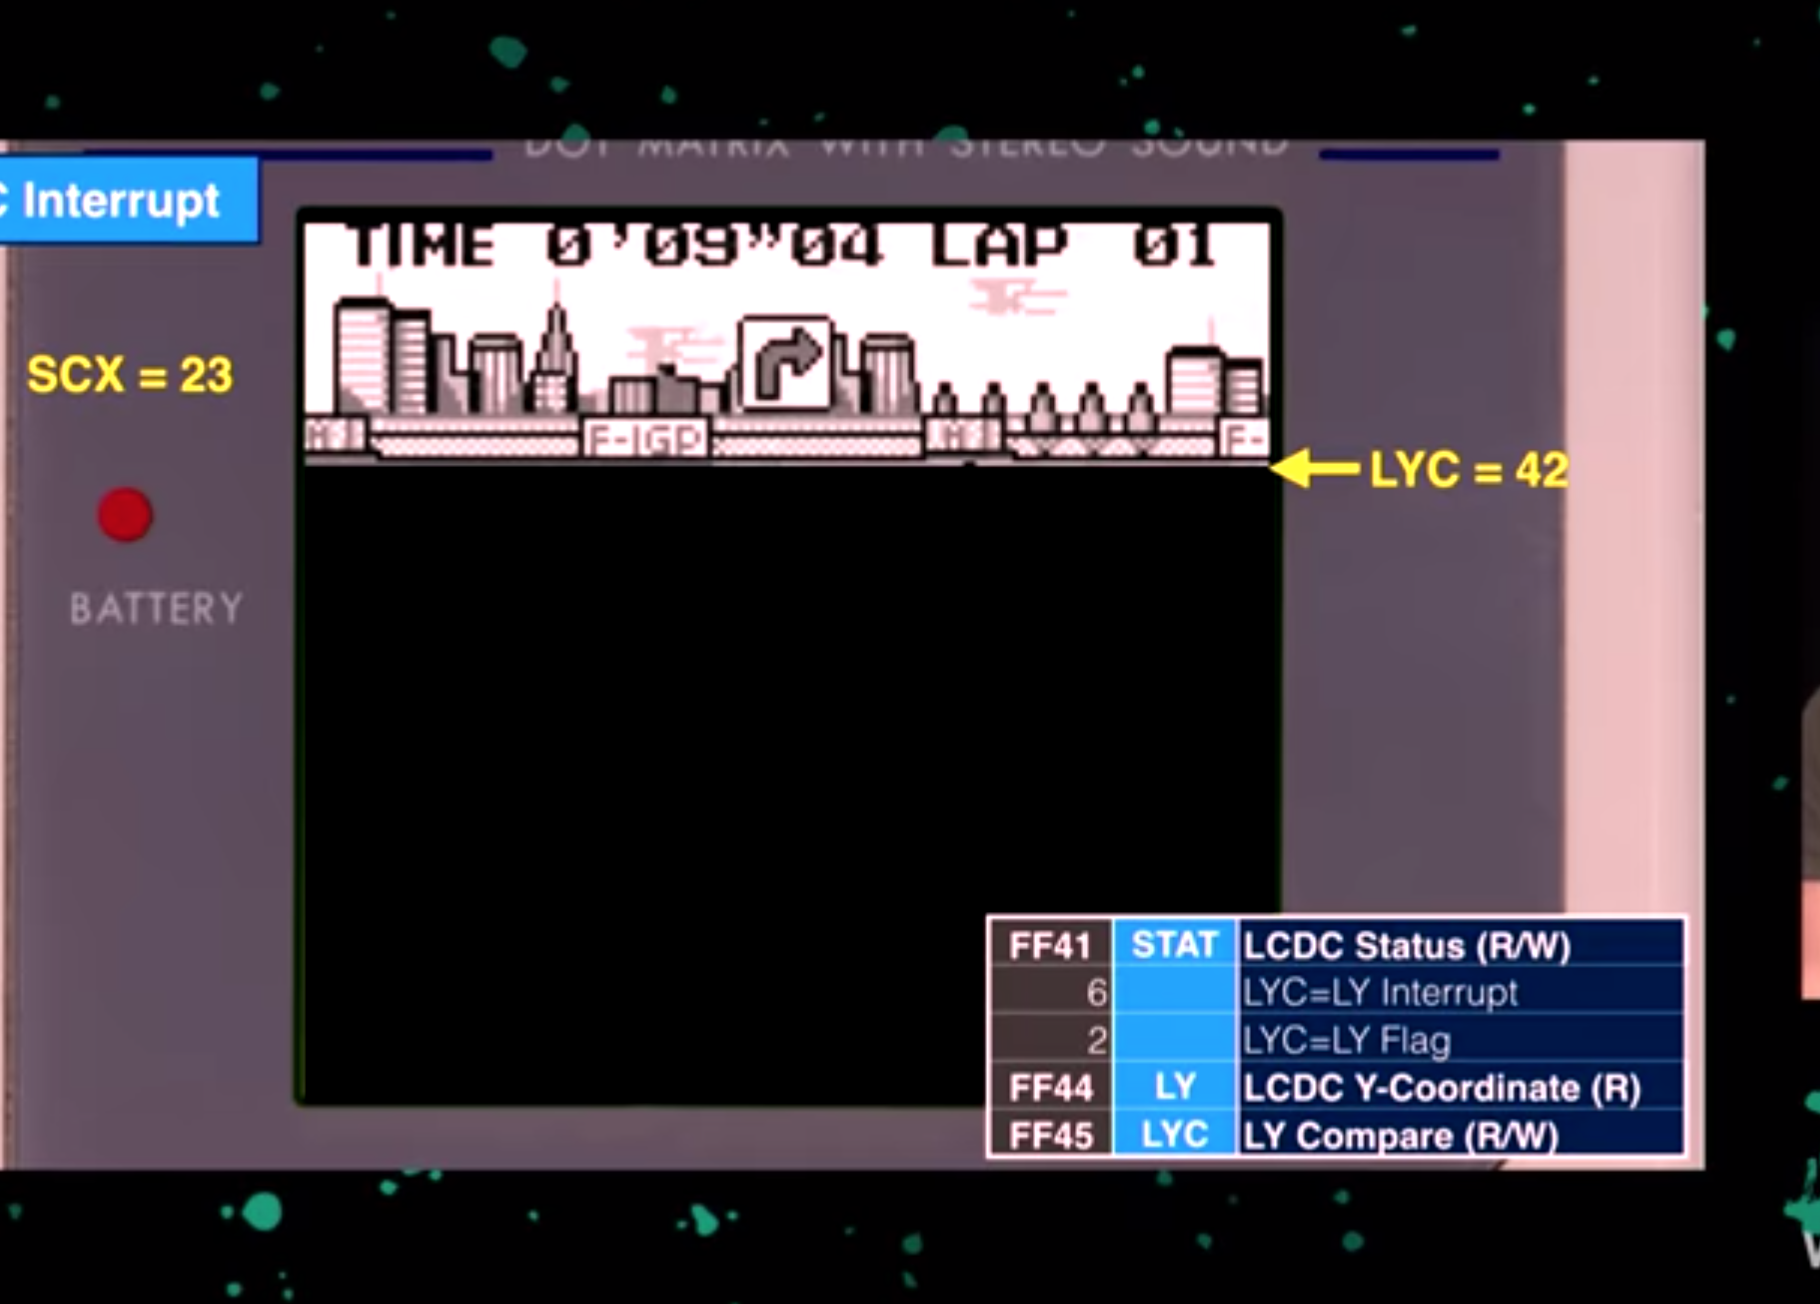 DOT MATRIX WITH STEREO SOUND
C Interrupt
TIME 0'09"04 LAP 01
SCX = 23
F-1GP
F-
LYC = 42
BATTERY
FF41 STAT LCDC Status (R/W)
6 LYC=LY Interrupt
2 LYC=LY Flag
FF44 LY LCDC Y-Coordinate (R)
FF45 LYC LY Compare (R/W)